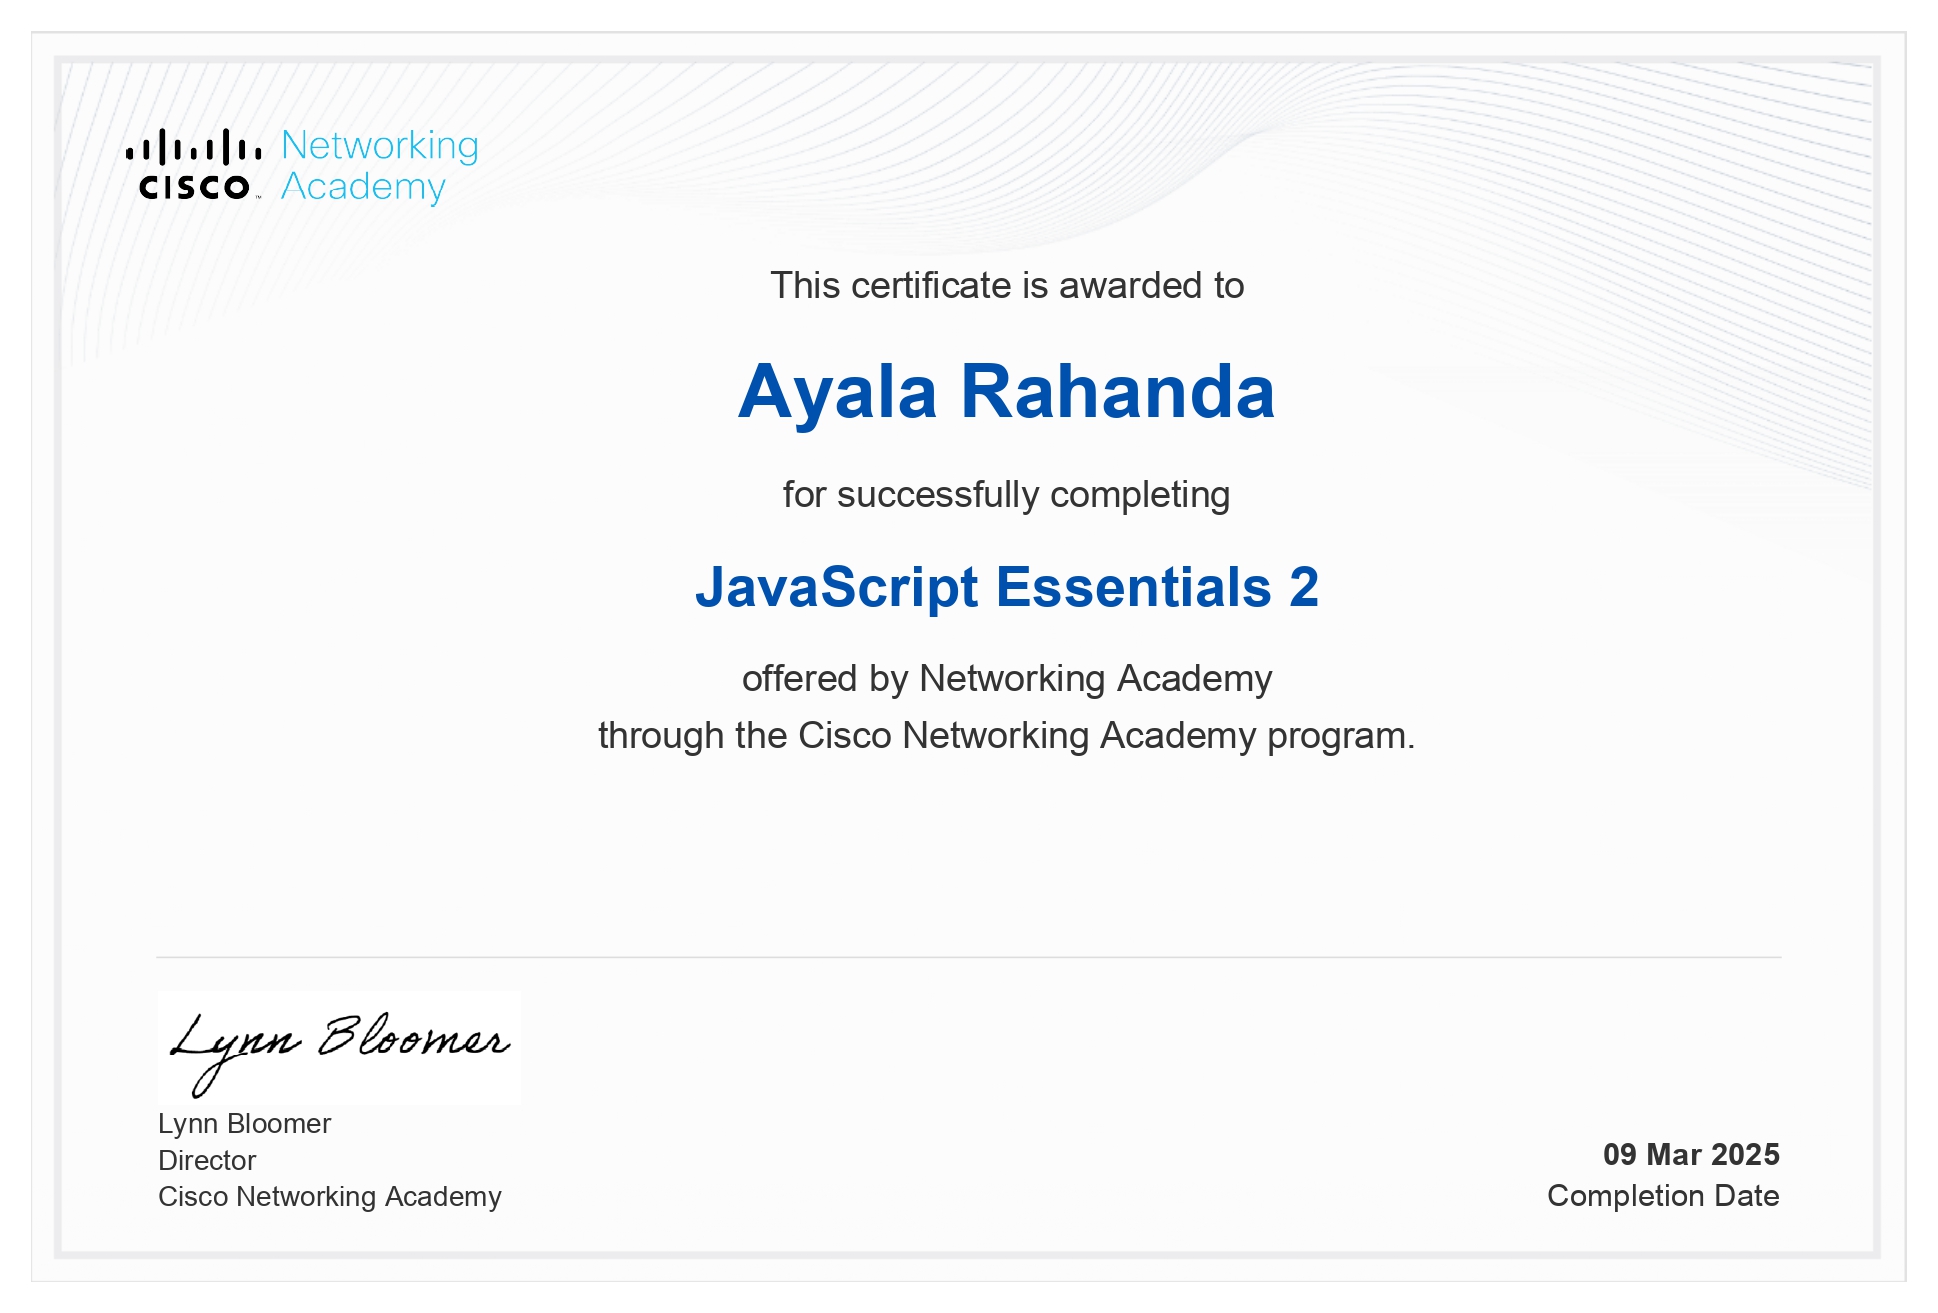 Networking
Academy
CISCO™
This certificate is awarded to
Ayala Rahanda
for successfully completing
JavaScript Essentials 2
offered by Networking Academy
through the Cisco Networking Academy program.
Lynn Bloomer
Lynn Bloomer
Director
Cisco Networking Academy
09 Mar 2025
Completion Date